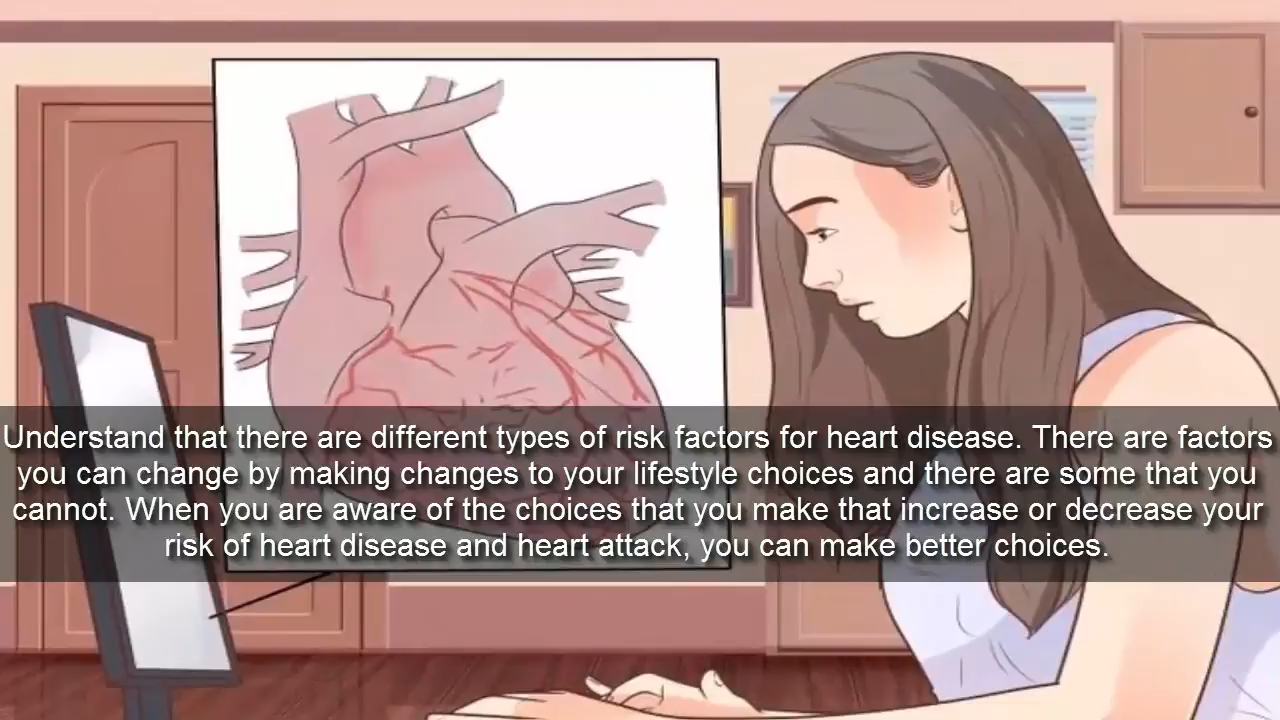 Understand that there are different types of risk factors for heart disease. There are factors
you can change by making changes to your lifestyle choices and there are some that you
cannot. When you are aware of the choices that you make that increase or decrease your
risk of heart disease and heart attack, you can make better choices.